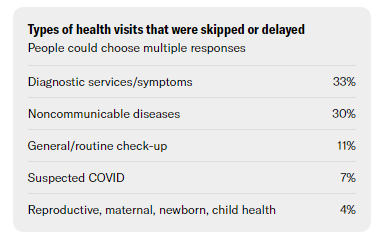 Types of health visits that were skipped or delayed
People could choose multiple responses
Diagnostic services/symptoms 33%
Noncommunicable diseases 30%
General/routine check-up 11%
Suspected COVID 7%
Reproductive, maternal, newborn, child health 4%